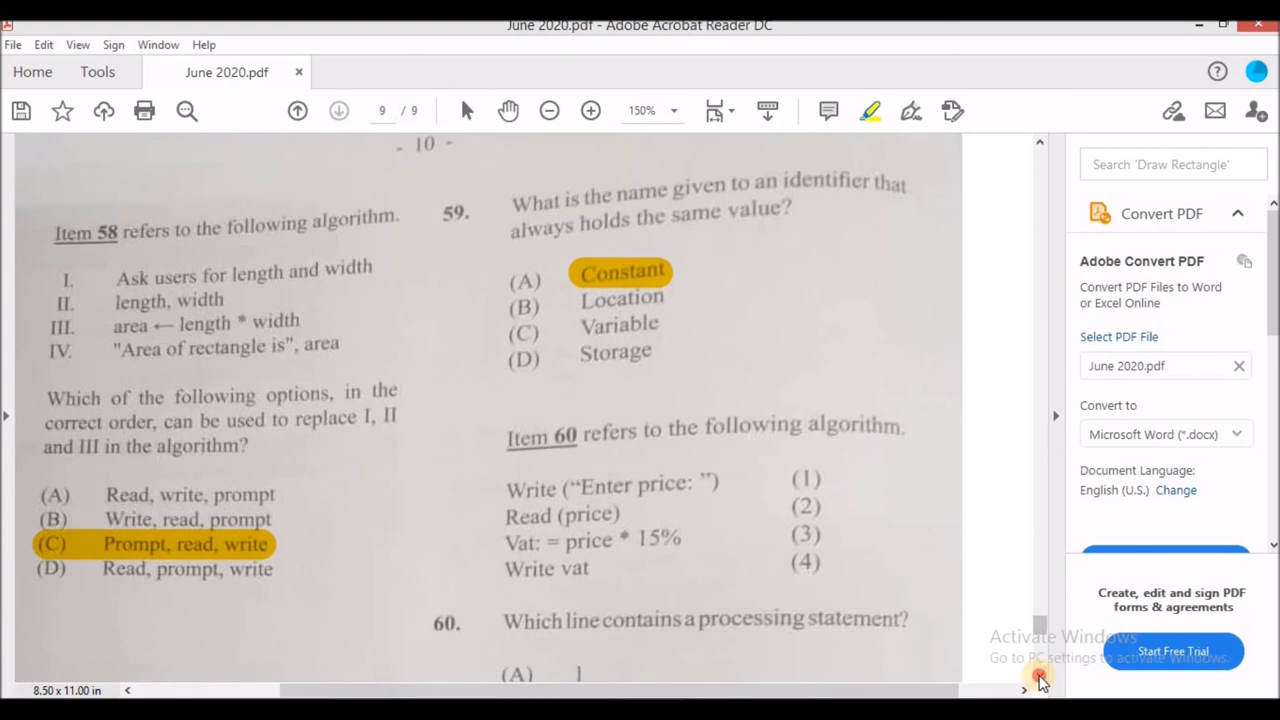 June 2020.pdf - Adobe Acrobat Reader DC
File Edit View Sign Window Help
Home Tools June 2020.pdf ×
9 / 9 150%
- 10 -
Item 58 refers to the following algorithm.
I. Ask users for length and width
II. length, width
III. area ← length * width
IV. "Area of rectangle is", area
Which of the following options, in the
correct order, can be used to replace I, II
and III in the algorithm?
(A) Read, write, prompt
(B) Write, read, prompt
(C) Prompt, read, write
(D) Read, prompt, write
59. What is the name given to an identifier that
always holds the same value?
(A) Constant
(B) Location
(C) Variable
(D) Storage
Item 60 refers to the following algorithm.
Write (“Enter price: ”) (1)
Read (price) (2)
Vat: = price * 15% (3)
Write vat (4)
60. Which line contains a processing statement?
(A) 1
Search 'Draw Rectangle'
Convert PDF
Adobe Convert PDF
Convert PDF Files to Word
or Excel Online
Select PDF File
June 2020.pdf
Convert to
Microsoft Word (*.docx)
Document Language:
English (U.S.) Change
Create, edit and sign PDF
forms & agreements
Start Free Trial
Activate Windows
Go to PC settings to activate Windows.
8.50 x 11.00 in